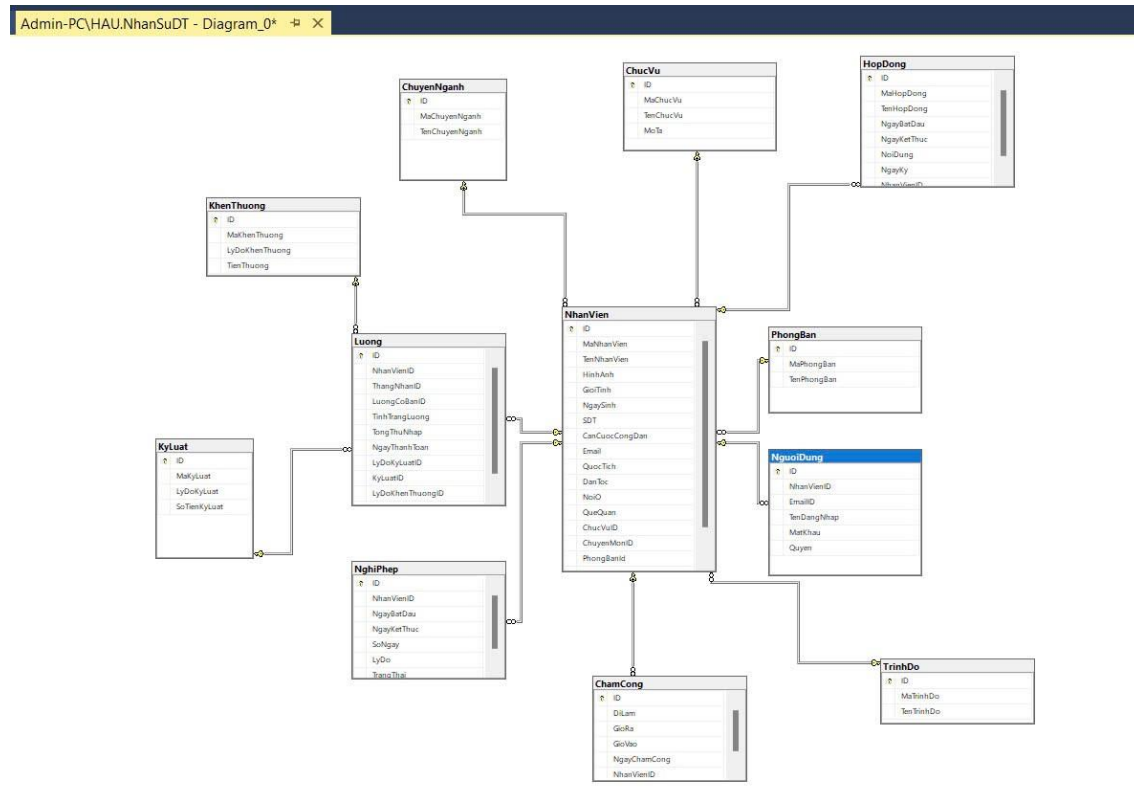 Admin-PC\HAU.NhanSuDT - Diagram_0*
ChuyenNganh
ID
MaChuyenNganh
TenChuyenNganh
ChucVu
ID
MaChucVu
TenChucVu
MoTa
HopDong
ID
MaHopDong
TenHopDong
NgayBatDau
NgayKetThuc
NoiDung
NgayKy
NhanVienID
KhenThuong
ID
MaKhenThuong
LyDoKhenThuong
TienThuong
Luong
ID
NhanVienID
ThangNhanID
LuongCoBanID
TinhTrangLuong
TongThuNhap
NgayThanhToan
LyDoKyLuatID
KyLuatID
LyDoKhenThuongID
NhanVien
ID
MaNhanVien
TenNhanVien
HinhAnh
GioiTinh
NgaySinh
SDT
CanCuocCongDan
Email
QuocTich
DanToc
NoiO
QueQuan
ChucVuID
ChuyenMonID
PhongBanId
PhongBan
ID
MaPhongBan
TenPhongBan
KyLuat
ID
MaKyLuat
LyDoKyLuat
SoTienKyLuat
NguoiDung
ID
NhanVienID
EmailID
TenDangNhap
MatKhau
Quyen
NghiPhep
ID
NhanVienID
NgayBatDau
NgayKetThuc
SoNgay
LyDo
TrangThai
ChamCong
ID
DiLam
GioRa
GioVao
NgayChamCong
NhanVienID
TrinhDo
ID
MaTrinhDo
TenTrinhDo